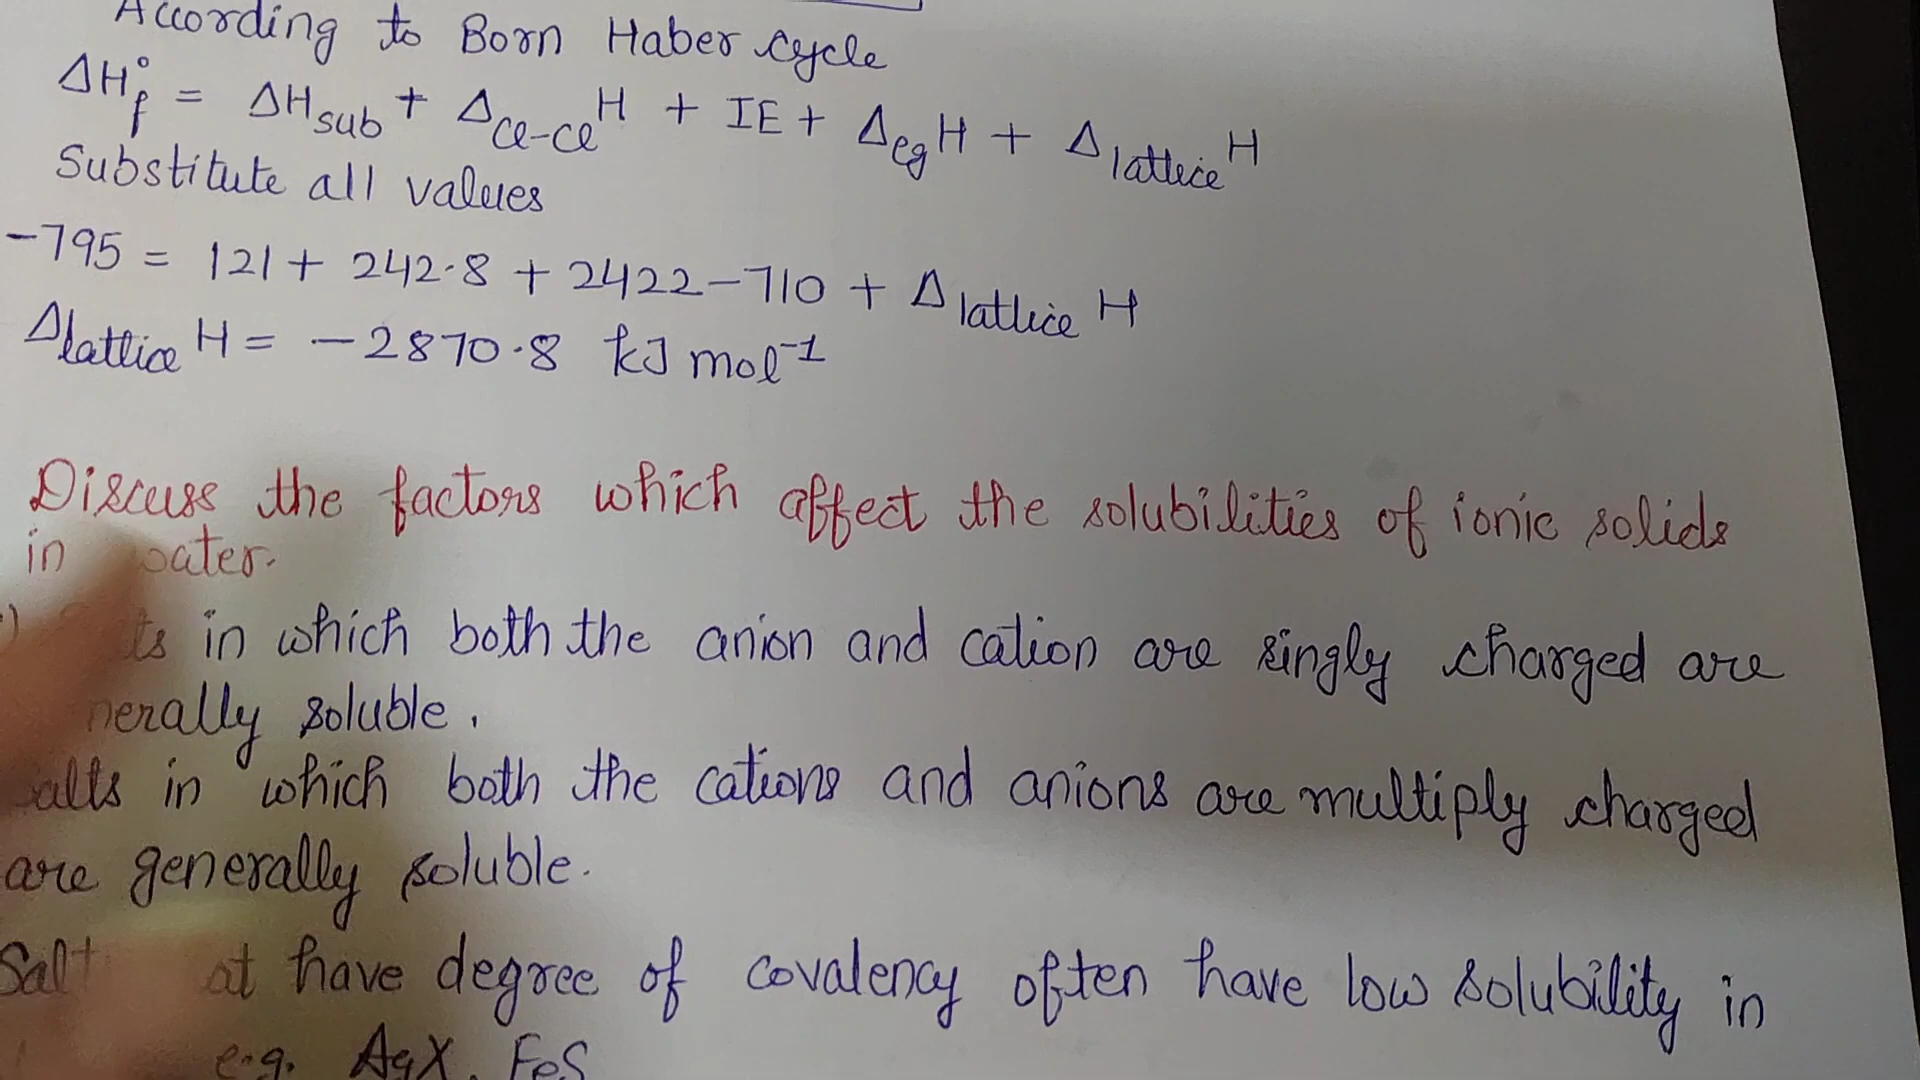 According to Born Haber cycle
ΔH°f = ΔHsub + ΔCl-ClH + IE + ΔegH + ΔlatticeH
Substitute all values
-795 = 121 + 242.8 + 2422 - 710 + Δlattice H
Δlattice H = -2870.8 kJ mol⁻¹
Discuss the factors which affect the solubilities of ionic solids
in water.
in which both the anion and cation are singly charged are
soluble.
in which both the cations and anions are multiply charged
are generally soluble.
have degree of covalency often have low solubility in
e.g. AgX, FeS